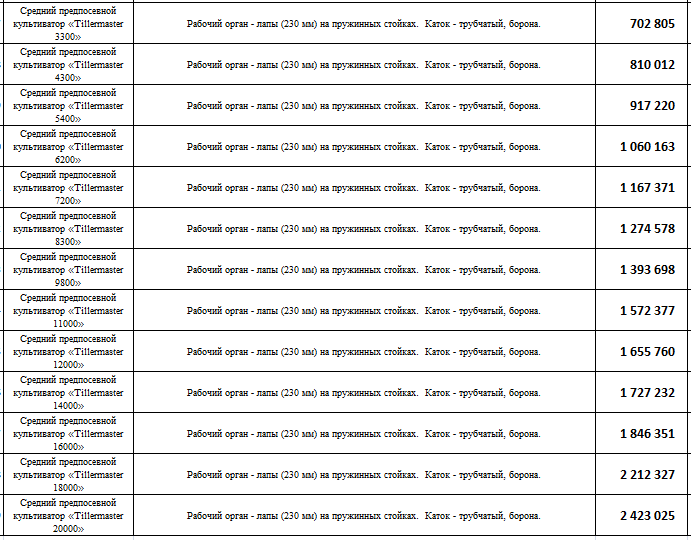 Средний предпосевной
культиватор «Tillermaster
3300»
Рабочий орган - лапы (230 мм) на пружинных стойках. Каток - трубчатый, борона.
702 805
Средний предпосевной
культиватор «Tillermaster
4300»
Рабочий орган - лапы (230 мм) на пружинных стойках. Каток - трубчатый, борона.
810 012
Средний предпосевной
культиватор «Tillermaster
5400»
Рабочий орган - лапы (230 мм) на пружинных стойках. Каток - трубчатый, борона.
917 220
Средний предпосевной
культиватор «Tillermaster
6200»
Рабочий орган - лапы (230 мм) на пружинных стойках. Каток - трубчатый, борона.
1 060 163
Средний предпосевной
культиватор «Tillermaster
7200»
Рабочий орган - лапы (230 мм) на пружинных стойках. Каток - трубчатый, борона.
1 167 371
Средний предпосевной
культиватор «Tillermaster
8300»
Рабочий орган - лапы (230 мм) на пружинных стойках. Каток - трубчатый, борона.
1 274 578
Средний предпосевной
культиватор «Tillermaster
9800»
Рабочий орган - лапы (230 мм) на пружинных стойках. Каток - трубчатый, борона.
1 393 698
Средний предпосевной
культиватор «Tillermaster
11000»
Рабочий орган - лапы (230 мм) на пружинных стойках. Каток - трубчатый, борона.
1 572 377
Средний предпосевной
культиватор «Tillermaster
12000»
Рабочий орган - лапы (230 мм) на пружинных стойках. Каток - трубчатый, борона.
1 655 760
Средний предпосевной
культиватор «Tillermaster
14000»
Рабочий орган - лапы (230 мм) на пружинных стойках. Каток - трубчатый, борона.
1 727 232
Средний предпосевной
культиватор «Tillermaster
16000»
Рабочий орган - лапы (230 мм) на пружинных стойках. Каток - трубчатый, борона.
1 846 351
Средний предпосевной
культиватор «Tillermaster
18000»
Рабочий орган - лапы (230 мм) на пружинных стойках. Каток - трубчатый, борона.
2 212 327
Средний предпосевной
культиватор «Tillermaster
20000»
Рабочий орган - лапы (230 мм) на пружинных стойках. Каток - трубчатый, борона.
2 423 025